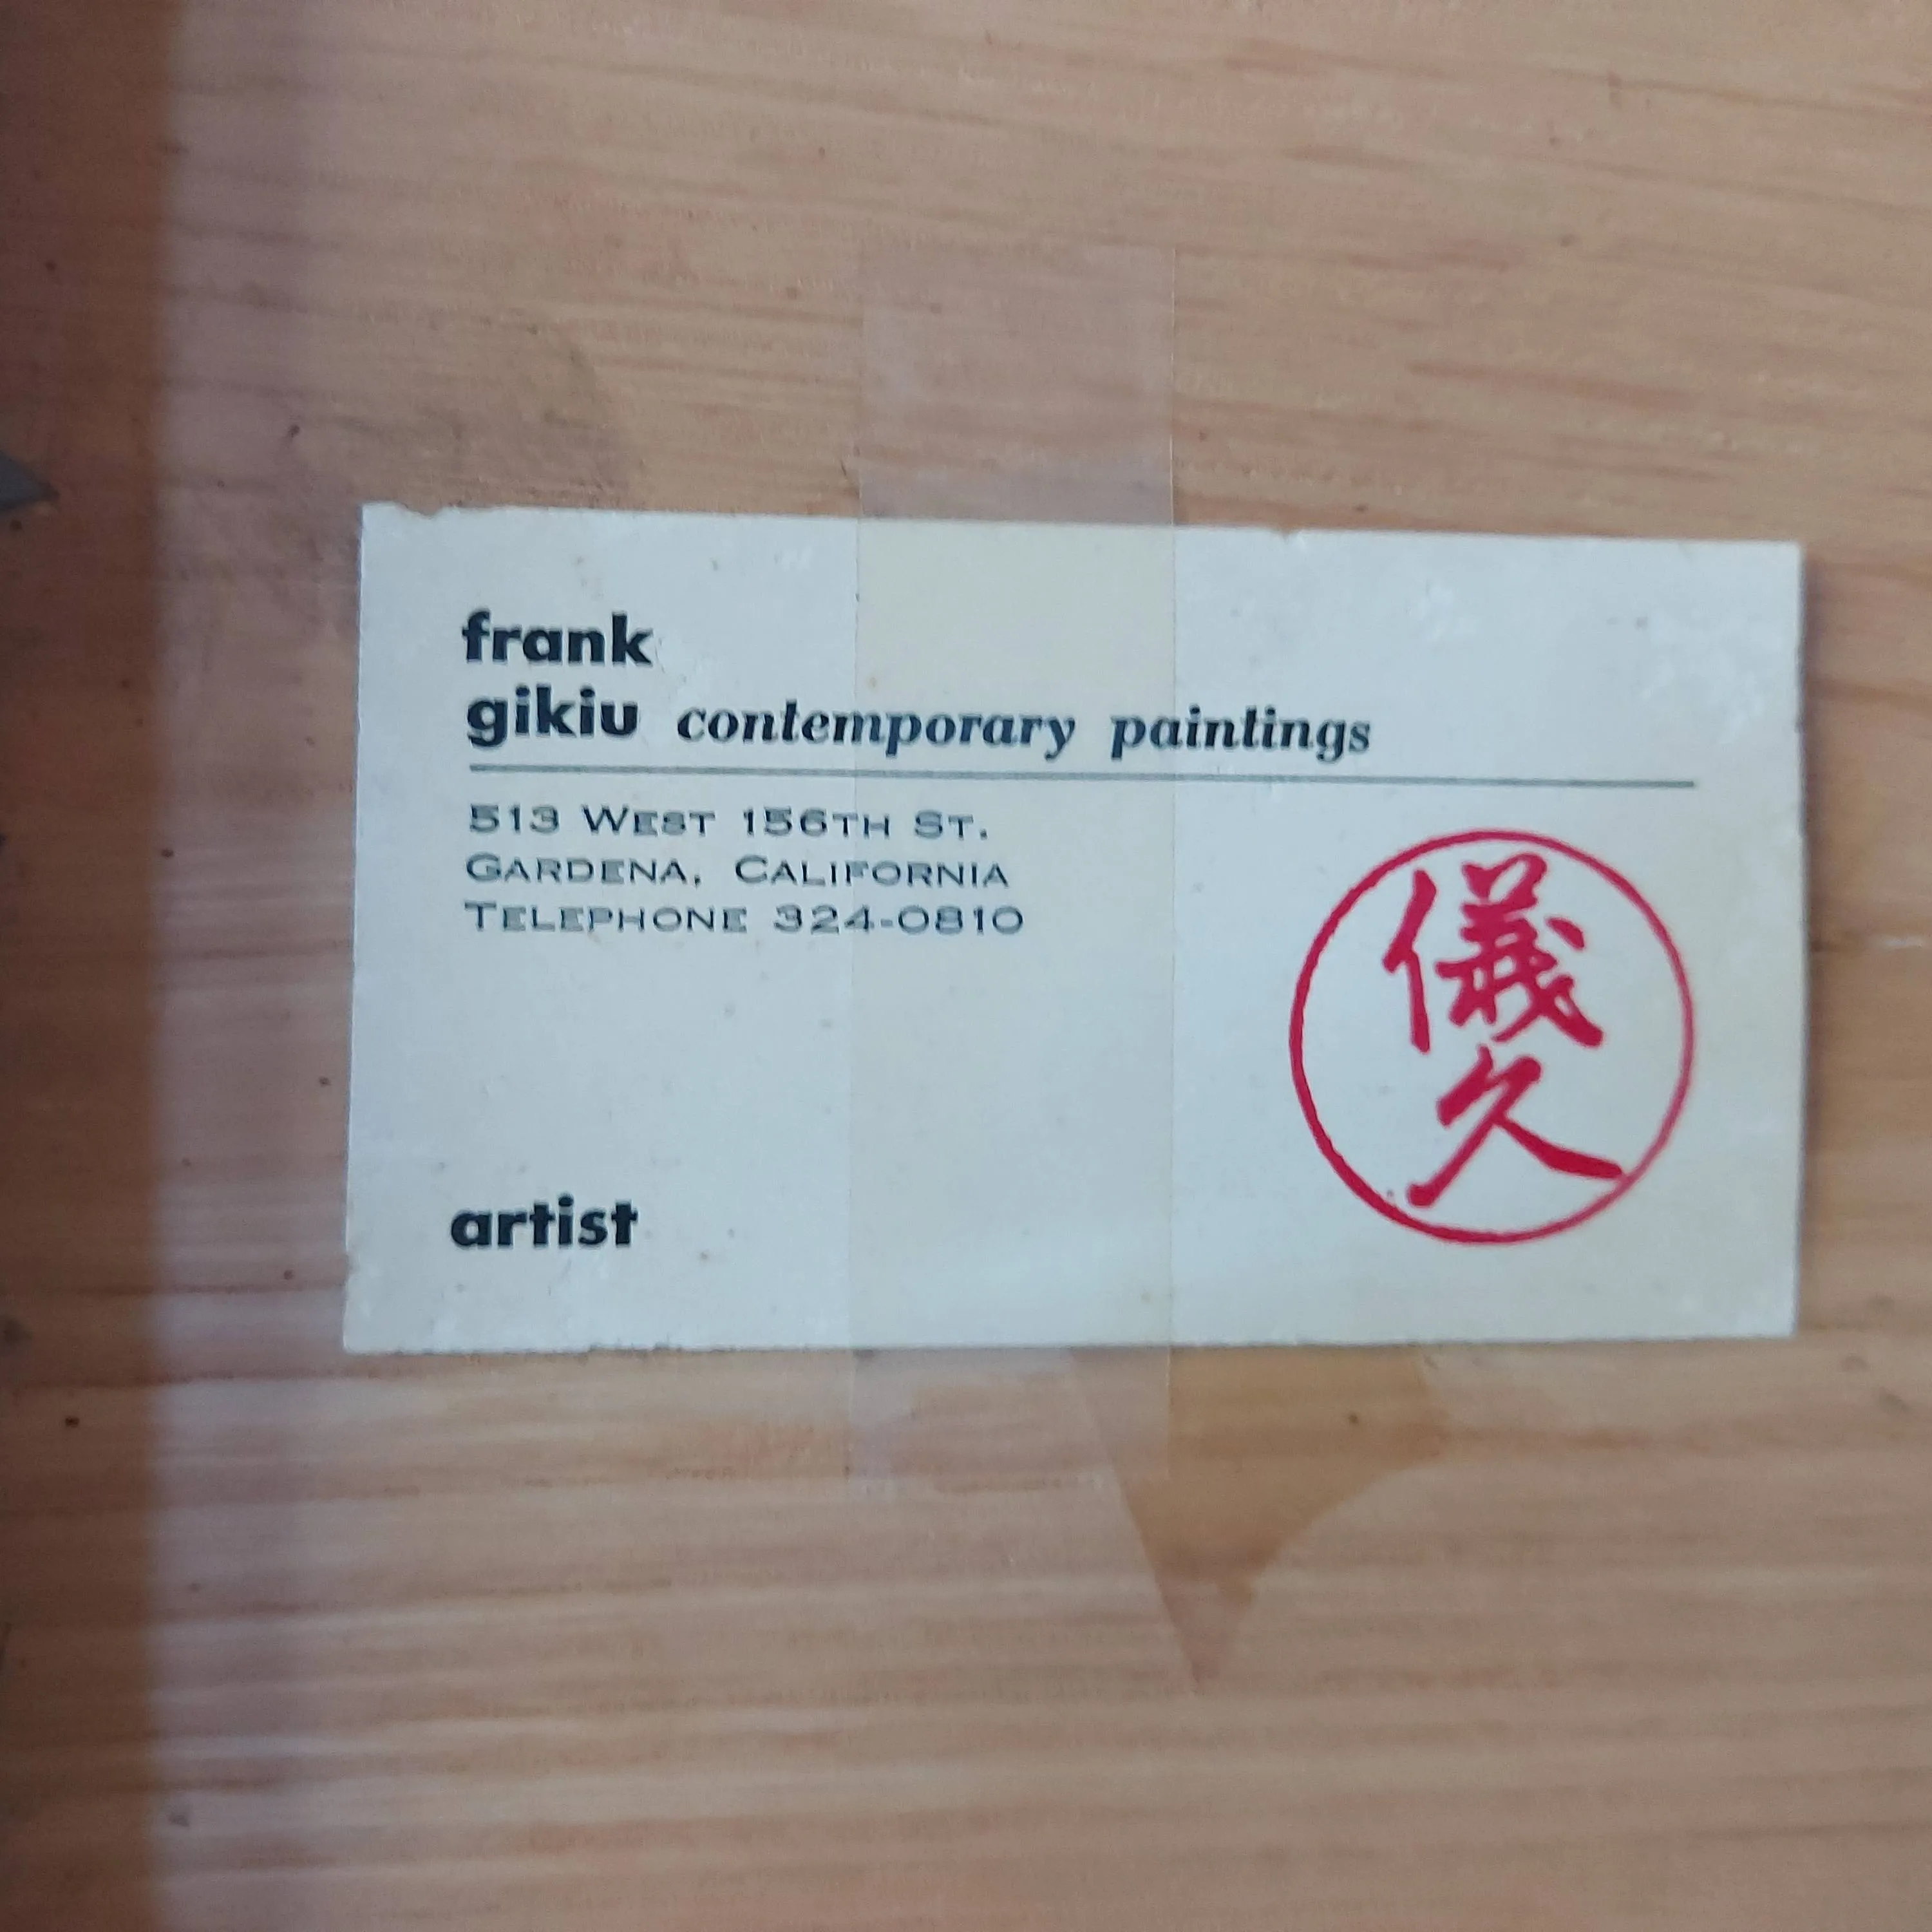 frank
gikiu contemporary paintings
513 WEST 156TH ST.
GARDENA, CALIFORNIA
TELEPHONE 324-0810
artist
儀
久